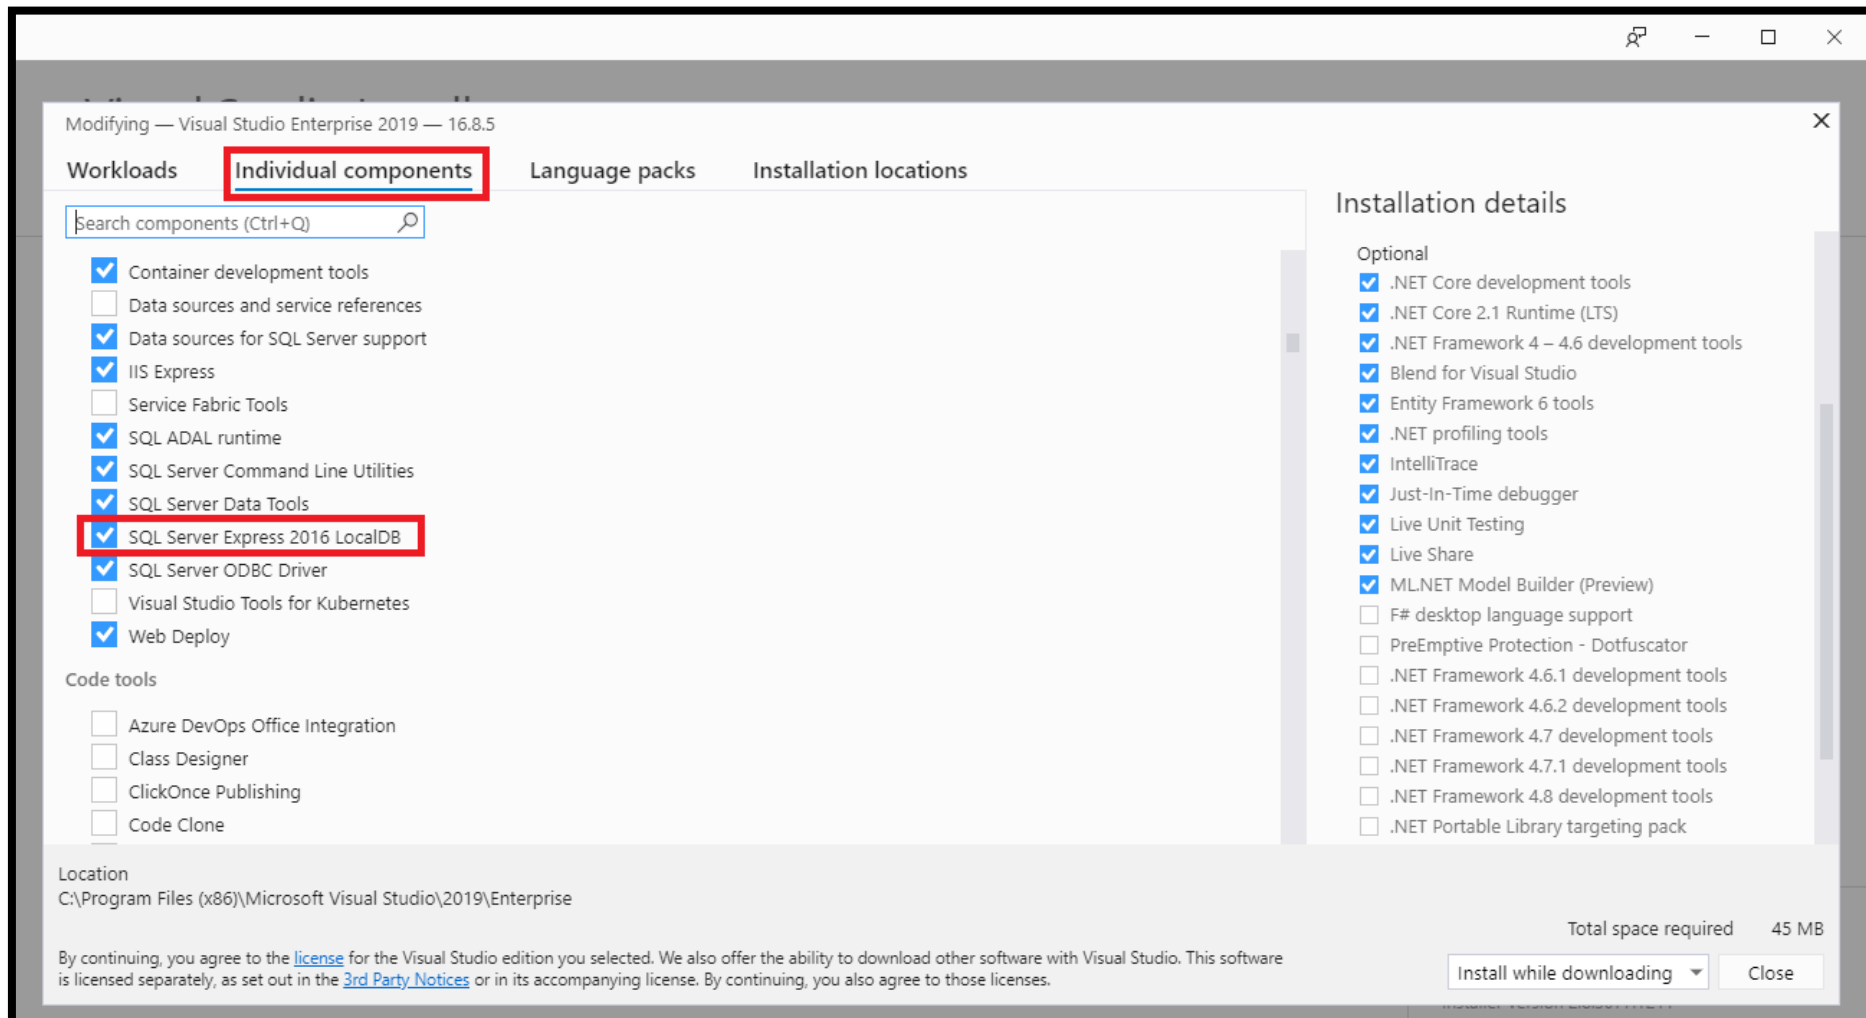 Modifying — Visual Studio Enterprise 2019 — 16.8.5
Workloads
Individual components
Language packs
Installation locations
Search components (Ctrl+Q)
Container development tools
Data sources and service references
Data sources for SQL Server support
IIS Express
Service Fabric Tools
SQL ADAL runtime
SQL Server Command Line Utilities
SQL Server Data Tools
SQL Server Express 2016 LocalDB
SQL Server ODBC Driver
Visual Studio Tools for Kubernetes
Web Deploy
Code tools
Azure DevOps Office Integration
Class Designer
ClickOnce Publishing
Code Clone
Installation details
Optional
.NET Core development tools
.NET Core 2.1 Runtime (LTS)
.NET Framework 4 – 4.6 development tools
Blend for Visual Studio
Entity Framework 6 tools
.NET profiling tools
IntelliTrace
Just-In-Time debugger
Live Unit Testing
Live Share
ML.NET Model Builder (Preview)
F# desktop language support
PreEmptive Protection - Dotfuscator
.NET Framework 4.6.1 development tools
.NET Framework 4.6.2 development tools
.NET Framework 4.7 development tools
.NET Framework 4.7.1 development tools
.NET Framework 4.8 development tools
.NET Portable Library targeting pack
Location
C:\Program Files (x86)\Microsoft Visual Studio\2019\Enterprise
Total space required 45 MB
By continuing, you agree to the license for the Visual Studio edition you selected. We also offer the ability to download other software with Visual Studio. This software
is licensed separately, as set out in the 3rd Party Notices or in its accompanying license. By continuing, you also agree to those licenses.
Install while downloading
Close